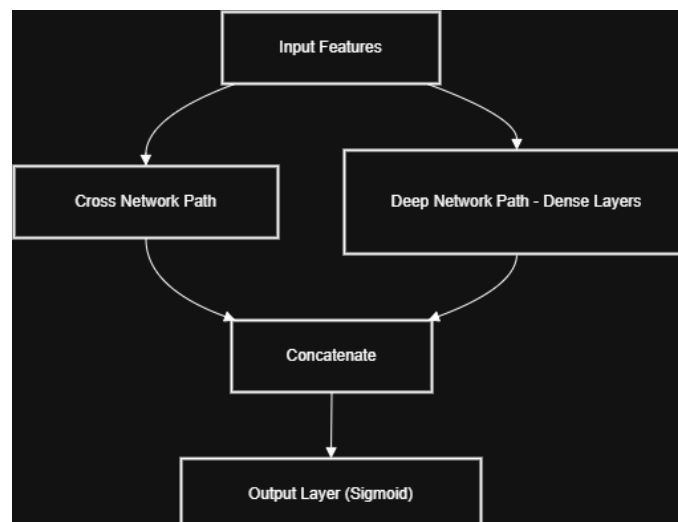 Input Features
Cross Network Path
Deep Network Path - Dense Layers
Concatenate
Output Layer (Sigmoid)